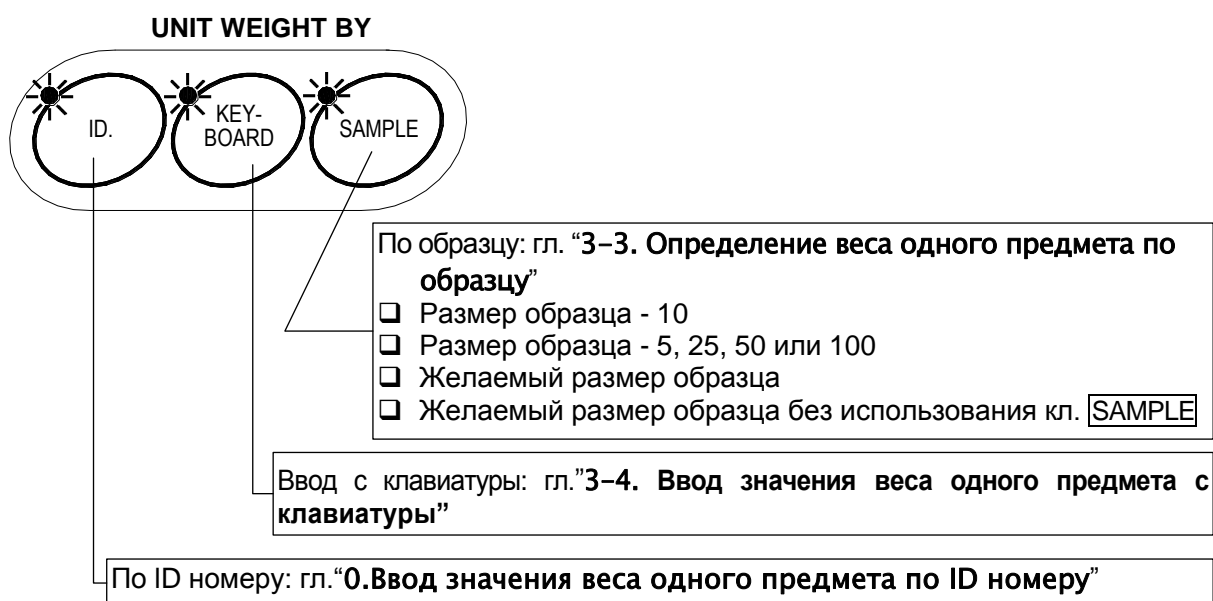 UNIT WEIGHT BY
ID.
KEY-
BOARD
SAMPLE
По образцу: гл. “3-3. Определение веса одного предмета по
образцу”
❑ Размер образца - 10
❑ Размер образца - 5, 25, 50 или 100
❑ Желаемый размер образца
❑ Желаемый размер образца без использования кл. SAMPLE
Ввод с клавиатуры: гл.”3-4. Ввод значения веса одного предмета с
клавиатуры”
По ID номеру: гл.“0.Ввод значения веса одного предмета по ID номеру”